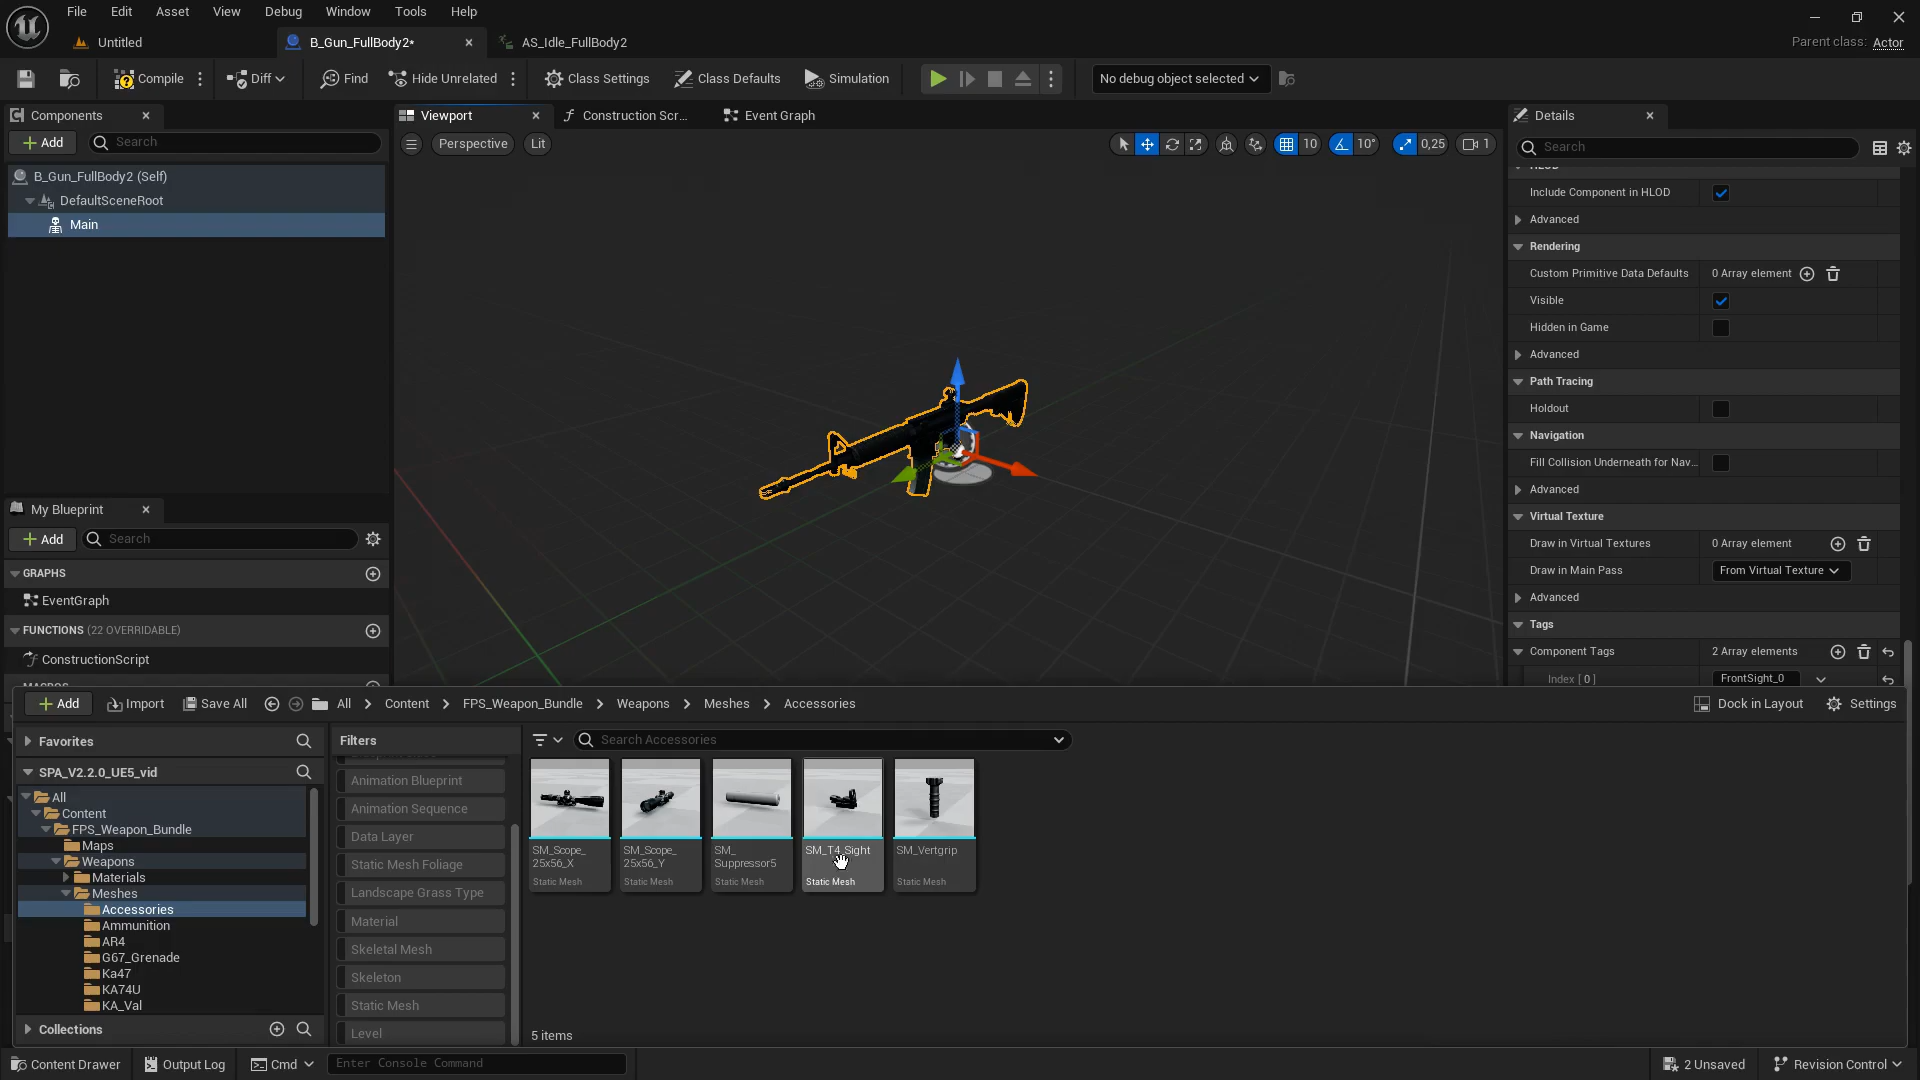 File Edit Asset View Debug Window Tools Help
Untitled
B_Gun_FullBody2*
AS_Idle_FullBody2
Parent class: Actor
Compile
Diff
Find
Hide Unrelated
Class Settings
Class Defaults
Simulation
No debug object selected
Components
Add
Search
B_Gun_FullBody2 (Self)
DefaultSceneRoot
Main
My Blueprint
Add
Search
GRAPHS
EventGraph
FUNCTIONS (22 OVERRIDABLE)
ConstructionScript
Viewport
Construction Scr...
Event Graph
Perspective
Lit
10
10°
0,25
1
Details
Search
Include Component in HLOD
Advanced
Rendering
Custom Primitive Data Defaults
0 Array element
Visible
Hidden in Game
Advanced
Path Tracing
Holdout
Navigation
Fill Collision Underneath for Nav...
Advanced
Virtual Texture
Draw in Virtual Textures
0 Array element
Draw in Main Pass
From Virtual Texture
Advanced
Tags
Component Tags
2 Array elements
Index [ 0 ]
FrontSight_0
Add
Import
Save All
All
Content
FPS_Weapon_Bundle
Weapons
Meshes
Accessories
Dock in Layout
Settings
Favorites
SPA_V2.2.0_UE5_vid
All
Content
FPS_Weapon_Bundle
Maps
Weapons
Materials
Meshes
Accessories
Ammunition
AR4
G67_Grenade
Ka47
KA74U
KA_Val
Collections
Filters
Animation Blueprint
Animation Sequence
Data Layer
Static Mesh Foliage
Landscape Grass Type
Material
Skeletal Mesh
Skeleton
Static Mesh
Level
Search Accessories
SM_Scope_
25x56_X
Static Mesh
SM_Scope_
25x56_Y
Static Mesh
SM_
Suppressor5
Static Mesh
SM_T4_Sight
Static Mesh
SM_Vertgrip
Static Mesh
5 items
Content Drawer
Output Log
Cmd
Enter Console Command
2 Unsaved
Revision Control